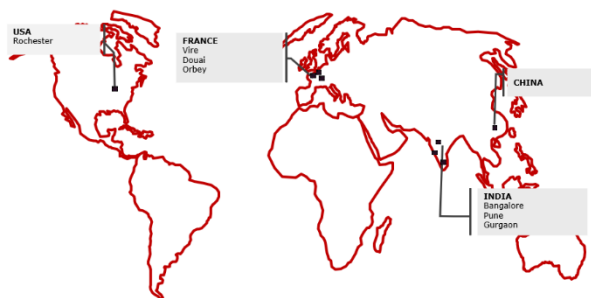 USA
Rochester
FRANCE
Vire
Douai
Orbey
CHINA
INDIA
Bangalore
Pune
Gurgaon